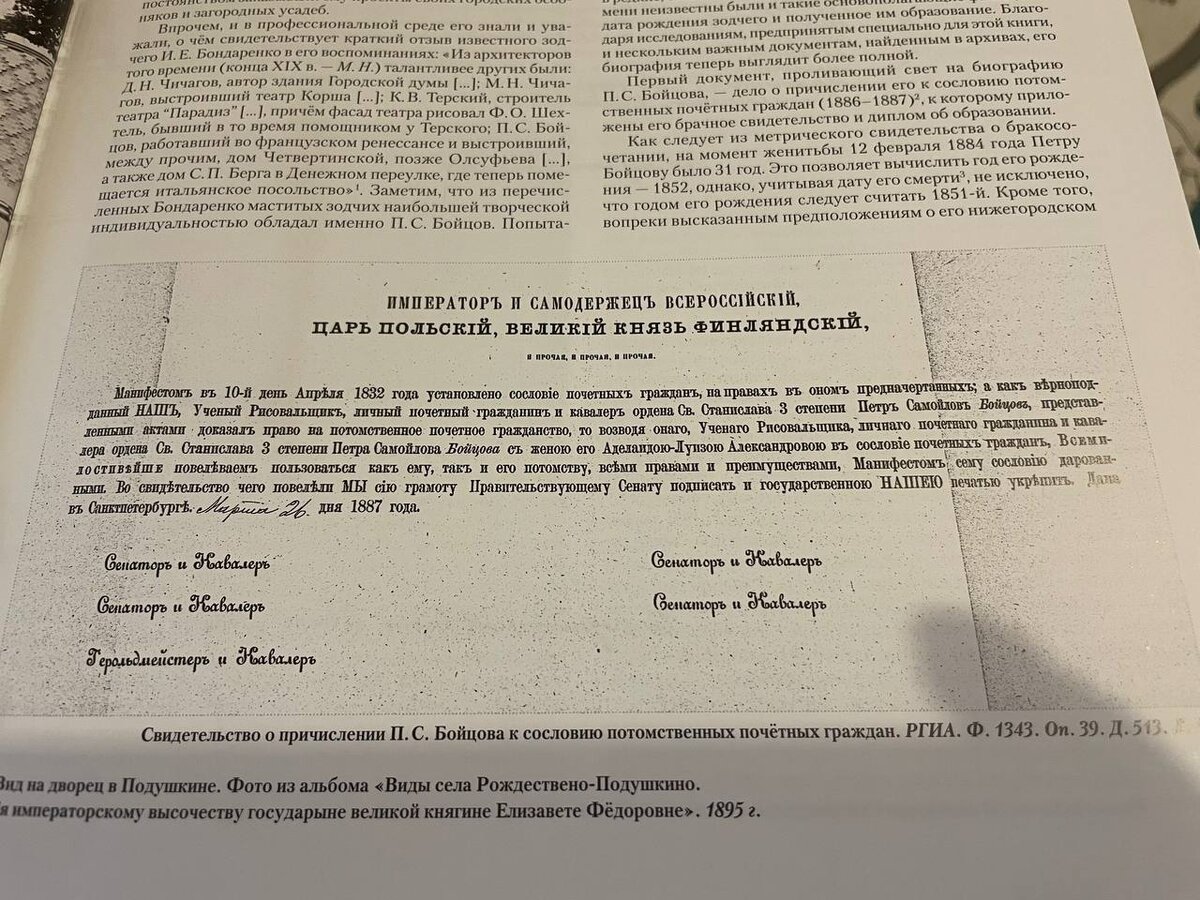 няков и загородных усадеб.
Впрочем, и в профессиональной среде его знали и ува-
жали, о чём свидетельствует краткий отзыв известного зод-
чего И. Е. Бондаренко в его воспоминаниях: «Из архитекторов
того времени (конца XIX в. – М. Н.) талантливее других были:
Д. Н. Чичагов, автор здания Городской думы [...]; М. Н. Чича-
гов, выстроивший театр Корша [...]; К. В. Терский, строитель
театра "Парадиз" [...], причём фасад театра рисовал Ф. О. Шех-
тель, бывший в то время помощником у Терского; П. С. Бой-
цов, работавший во французском ренессансе и выстроивший,
между прочим, дом Четвертинской, позже Олсуфьева [...],
а также дом С. П. Берга в Денежном переулке, где теперь поме-
щается итальянское посольство»¹. Заметим, что из перечис-
ленных Бондаренко маститых зодчих наибольшей творческой
индивидуальностью обладал именно П. С. Бойцов. Попыта-
мени неизвестны были и такие основополагающие
дата рождения зодчего и полученное им образование. Благо-
даря исследованиям, предпринятым специально для этой книги,
и нескольким важным документам, найденным в архивах, его
биография теперь выглядит более полной.
Первый документ, проливающий свет на биографию
П. С. Бойцова, – дело о причислении его к сословию потом-
ственных почётных граждан (1886–1887)², к которому прило-
жены его брачное свидетельство и диплом об образовании.
Как следует из метрического свидетельства о бракосо-
четании, на момент женитьбы 12 февраля 1884 года Петру
Бойцову было 31 год. Это позволяет вычислить год его рожде-
ния – 1852, однако, учитывая дату его смерти³, не исключено,
что годом его рождения следует считать 1851-й. Кроме того,
вопреки высказанным предположениям о его нижегородском
ИМПЕРАТОРЪ И САМОДЕРЖЕЦЪ ВСЕРОССІЙСКІЙ,
ЦАРЬ ПОЛЬСКІЙ, ВЕЛИКІЙ КНЯЗЬ ФИНЛЯНДСКІЙ,
И ПРОЧАЯ, И ПРОЧАЯ, И ПРОЧАЯ.
Манифестомъ въ 10-й день Апрѣля 1832 года установлено сословіе почетныхъ гражданъ, на правахъ въ ономъ предначертанныхъ; а какъ вѣрнопод-
данный НАШЪ, Ученый Рисовальщикъ, личный почетный гражданинъ и кавалеръ ордена Св. Станислава 3 степени Петръ Самойловъ Бойцовъ, представ-
ленными актами доказалъ право на потомственное почетное гражданство, то возводя онаго, Ученаго Рисовальщика, личнаго почетнаго гражданина и кава-
лера ордена Св. Станислава 3 степени Петра Самойлова Бойцова съ женою его Аделаидою-Луизою Александровою въ сословіе почетныхъ гражданъ, Всеми-
лостивѣйше повелѣваемъ пользоваться какъ ему, такъ и его потомству, всѣми правами и преимуществами, Манифестомъ сему сословію дарован-
ными. Во свидѣтельство чего повелѣли МЫ сію грамоту Правительствующему Сенату подписать и государственною НАШЕЮ печатью укрѣпить. Дана
въ Санктпетербургѣ. Марта 26 дня 1887 года.
Сенаторъ и Кавалеръ
Сенаторъ и Кавалеръ
Сенаторъ и Кавалеръ
Сенаторъ и Кавалеръ
Герольдмейстеръ и Кавалеръ
Свидетельство о причислении П. С. Бойцова к сословию потомственных почётных граждан. РГИА. Ф. 1343. Оп. 39. Д. 513.
Вид на дворец в Подушкине. Фото из альбома «Виды села Рождествено-Подушкино.
императорскому высочеству государыне великой княгине Елизавете Фёдоровне». 1895 г.